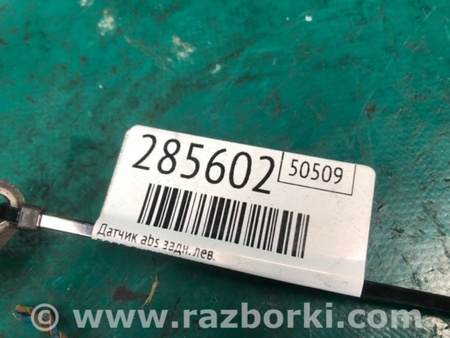 285602
50509
Датчик abs задн.лев.
www.razborki.com